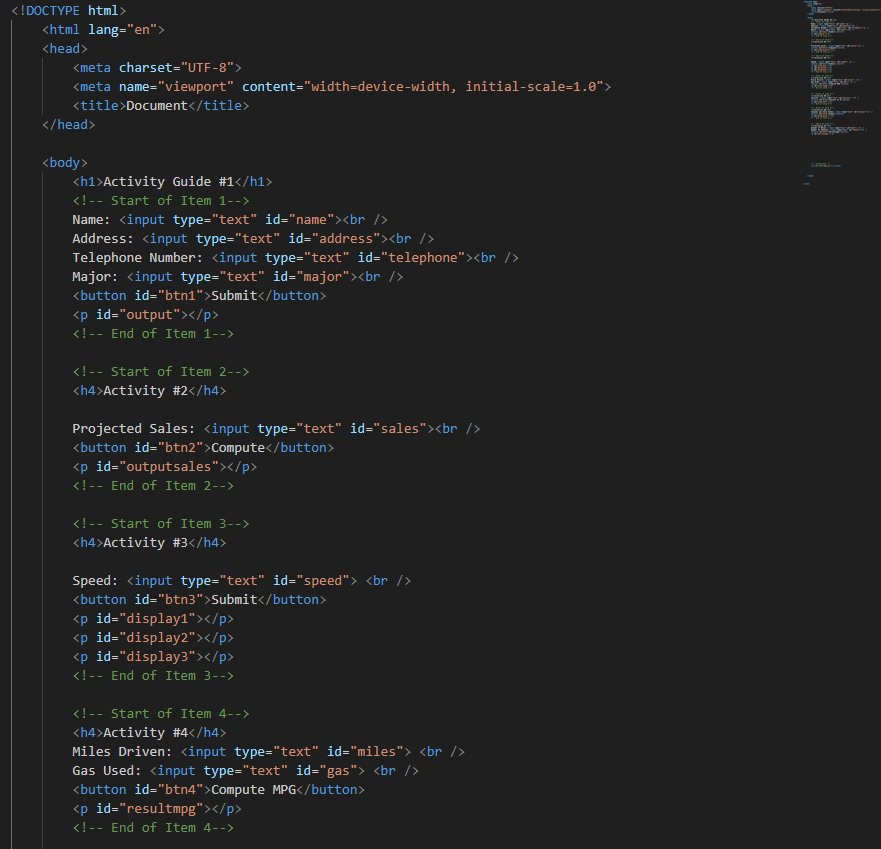 <!DOCTYPE html>
<html lang="en">
<head>
<meta charset="UTF-8">
<meta name="viewport" content="width=device-width, initial-scale=1.0">
<title>Document</title>
</head>
<body>
<h1>Activity Guide #1</h1>
<!-- Start of Item 1-->
Name: <input type="text" id="name"><br />
Address: <input type="text" id="address"><br />
Telephone Number: <input type="text" id="telephone"><br />
Major: <input type="text" id="major"><br />
<button id="btn1">Submit</button>
<p id="output"></p>
<!-- End of Item 1-->
<!-- Start of Item 2-->
<h4>Activity #2</h4>
Projected Sales: <input type="text" id="sales"><br />
<button id="btn2">Compute</button>
<p id="outputsales"></p>
<!-- End of Item 2-->
<!-- Start of Item 3-->
<h4>Activity #3</h4>
Speed: <input type="text" id="speed"> <br />
<button id="btn3">Submit</button>
<p id="display1"></p>
<p id="display2"></p>
<p id="display3"></p>
<!-- End of Item 3-->
<!-- Start of Item 4-->
<h4>Activity #4</h4>
Miles Driven: <input type="text" id="miles"> <br />
Gas Used: <input type="text" id="gas"> <br />
<button id="btn4">Compute MPG</button>
<p id="resultmpg"></p>
<!-- End of Item 4-->